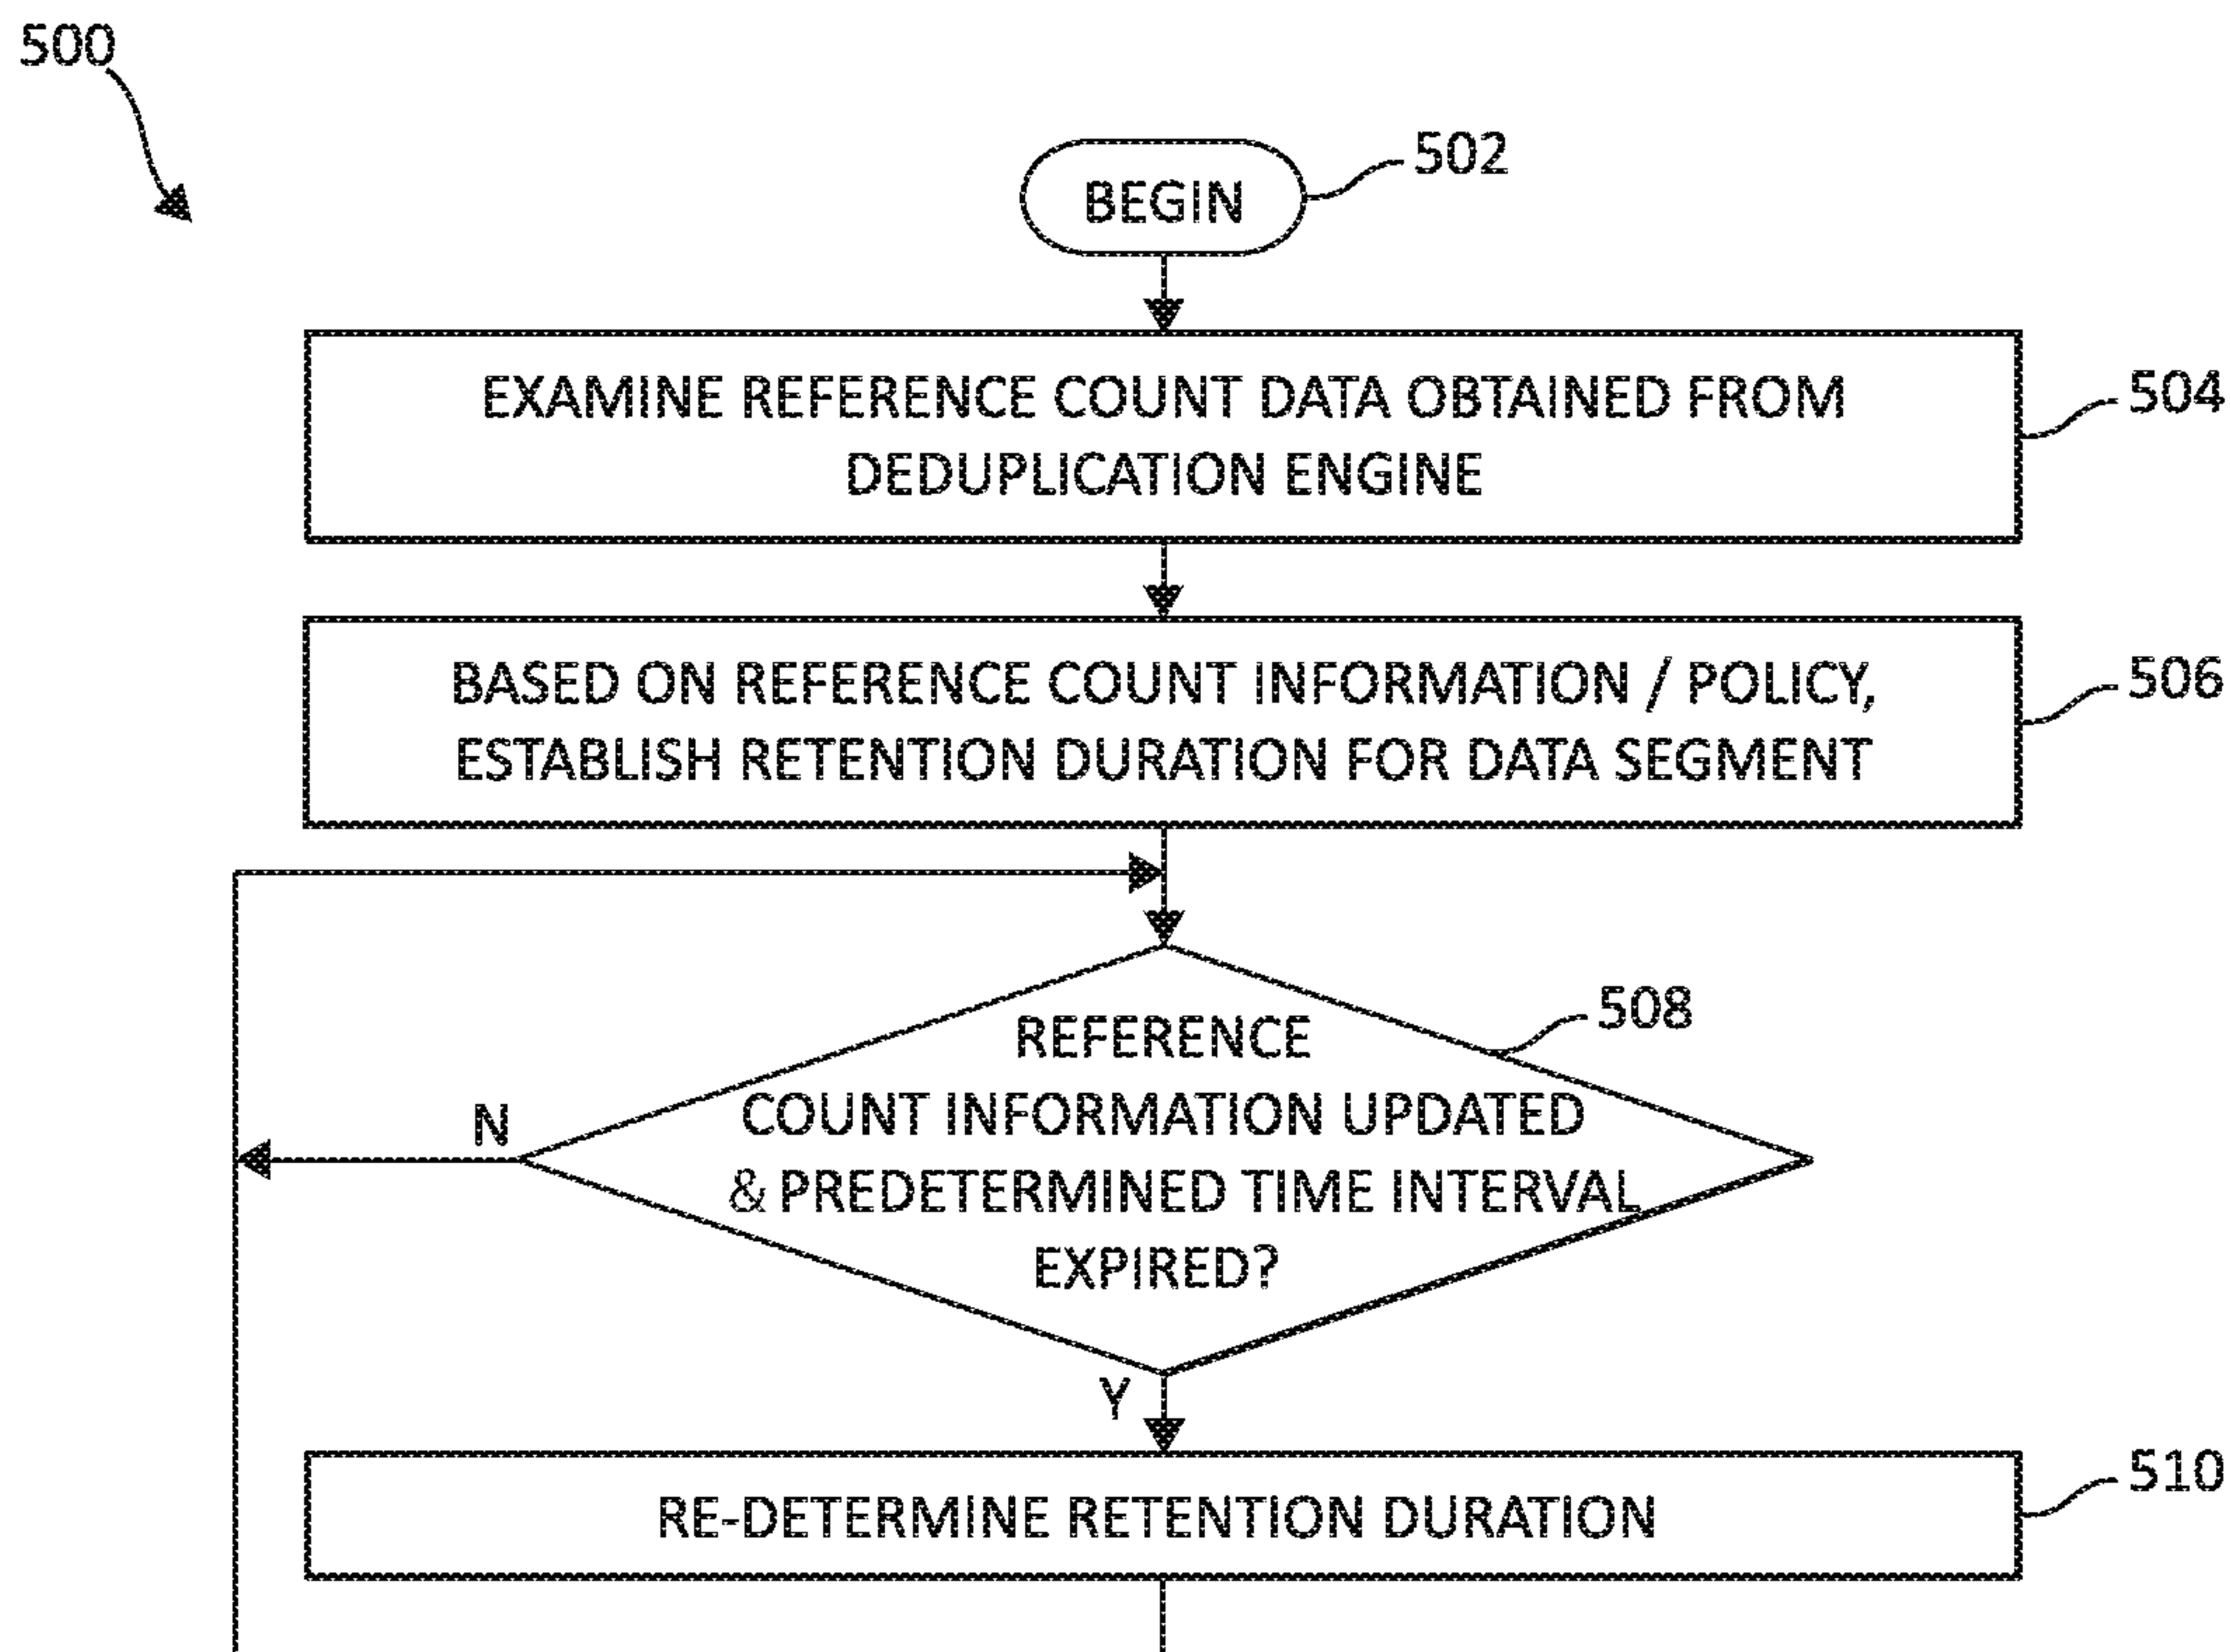 500
BEGIN
502
EXAMINE REFERENCE COUNT DATA OBTAINED FROM
DEDUPLICATION ENGINE
504
BASED ON REFERENCE COUNT INFORMATION / POLICY,
ESTABLISH RETENTION DURATION FOR DATA SEGMENT
506
REFERENCE
COUNT INFORMATION UPDATED
& PREDETERMINED TIME INTERVAL
EXPIRED?
508
N
Y
RE-DETERMINE RETENTION DURATION
510